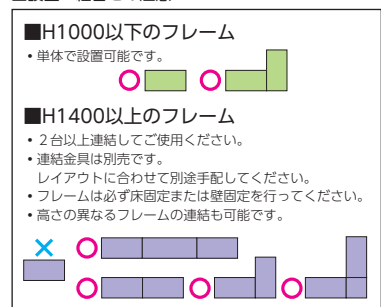 ■H1000以下のフレーム
・単体で設置可能です。
■H1400以上のフレーム
・２台以上連結してご使用ください。
・連結金具は別売です。
レイアウトに合わせて別途手配してください。
・フレームは必ず床固定または壁固定を行ってください。
・高さの異なるフレームの連結も可能です。